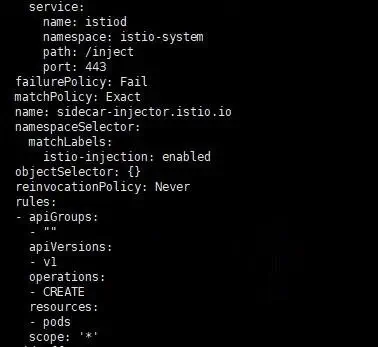 service:
name: istiod
namespace: istio-system
path: /inject
port: 443
failurePolicy: Fail
matchPolicy: Exact
name: sidecar-injector.istio.io
namespaceSelector:
matchLabels:
istio-injection: enabled
objectSelector: {}
reinvocationPolicy: Never
rules:
- apiGroups:
- ""
apiVersions:
- v1
operations:
- CREATE
resources:
- pods
scope: '*'